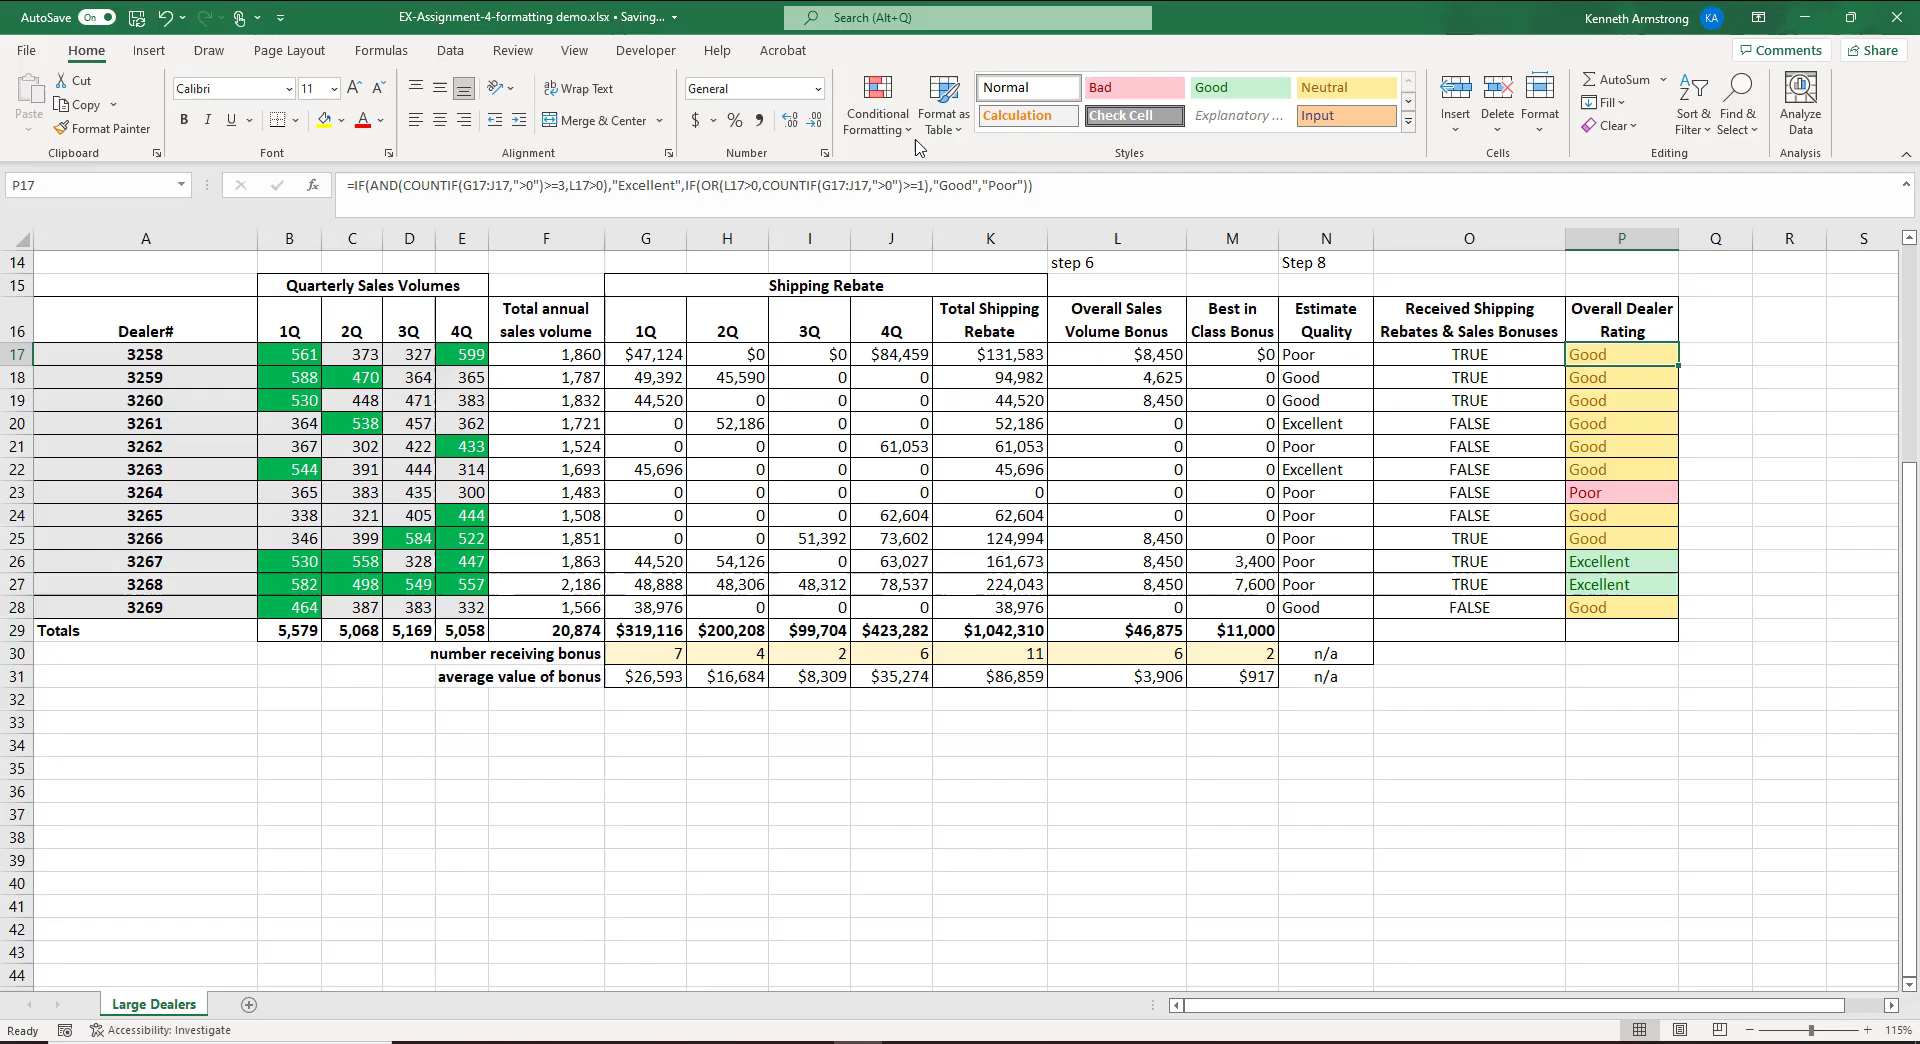 AutoSave On EX-Assignment-4-formatting demo.xlsx • Saving... Search (Alt+Q) Kenneth Armstrong KA
File Home Insert Draw Page Layout Formulas Data Review View Developer Help Acrobat Comments Share
Paste
Cut
Copy
Format Painter
Clipboard
Calibri 11
B I U
Font
Wrap Text
Merge & Center
Alignment
General
$ % 9
Number
Conditional Formatting
Format as Table
Normal Bad Good Neutral
Calculation Check Cell Explanatory ... Input
Styles
Insert Delete Format
Cells
AutoSum
Fill
Clear
Sort & Filter
Find & Select
Editing
Analyze Data
Analysis
P17 fx =IF(AND(COUNTIF(G17:J17,">0")>=3,L17>0),"Excellent",IF(OR(L17>0,COUNTIF(G17:J17,">0")>=1),"Good","Poor"))
A B C D E F G H I J K L M N O P Q R S
14 step 6 Step 8
15 Quarterly Sales Volumes Shipping Rebate
16 Dealer# 1Q 2Q 3Q 4Q Total annual sales volume 1Q 2Q 3Q 4Q Total Shipping Rebate Overall Sales Volume Bonus Best in Class Bonus Estimate Quality Received Shipping Rebates & Sales Bonuses Overall Dealer Rating
17 3258 561 373 327 599 1,860 $47,124 $0 $0 $84,459 $131,583 $8,450 $0 Poor TRUE Good
18 3259 588 470 364 365 1,787 49,392 45,590 0 0 94,982 4,625 0 Good TRUE Good
19 3260 530 448 471 383 1,832 44,520 0 0 0 44,520 8,450 0 Good TRUE Good
20 3261 364 538 457 362 1,721 0 52,186 0 0 52,186 0 0 Excellent FALSE Good
21 3262 367 302 422 433 1,524 0 0 0 61,053 61,053 0 0 Poor FALSE Good
22 3263 544 391 444 314 1,693 45,696 0 0 0 45,696 0 0 Excellent FALSE Good
23 3264 365 383 435 300 1,483 0 0 0 0 0 0 0 Poor FALSE Poor
24 3265 338 321 405 444 1,508 0 0 0 62,604 62,604 0 0 Poor FALSE Good
25 3266 346 399 584 522 1,851 0 0 51,392 73,602 124,994 8,450 0 Poor TRUE Good
26 3267 530 558 328 447 1,863 44,520 54,126 0 63,027 161,673 8,450 3,400 Poor TRUE Excellent
27 3268 582 498 549 557 2,186 48,888 48,306 48,312 78,537 224,043 8,450 7,600 Poor TRUE Excellent
28 3269 464 387 383 332 1,566 38,976 0 0 0 38,976 0 0 Good FALSE Good
29 Totals 5,579 5,068 5,169 5,058 20,874 $319,116 $200,208 $99,704 $423,282 $1,042,310 $46,875 $11,000
30 number receiving bonus 7 4 2 6 11 6 2 n/a
31 average value of bonus $26,593 $16,684 $8,309 $35,274 $86,859 $3,906 $917 n/a
32
33
34
35
36
37
38
39
40
41
42
43
44
Large Dealers
Ready Accessibility: Investigate 115%